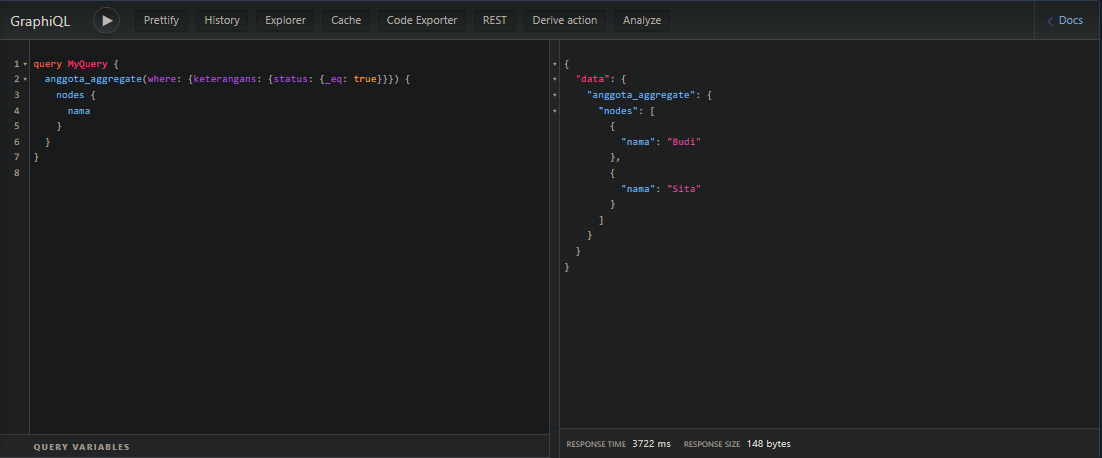 GraphiQL Prettify History Explorer Cache Code Exporter REST Derive action Analyze Docs
1 query MyQuery {
2 anggota_aggregate(where: {keterangans: {status: {_eq: true}}}) {
3 nodes {
4 nama
5 }
6 }
7 }
8
QUERY VARIABLES
{
"data": {
"anggota_aggregate": {
"nodes": [
{
"nama": "Budi"
},
{
"nama": "Sita"
}
]
}
}
}
RESPONSE TIME 3722 ms RESPONSE SIZE 148 bytes